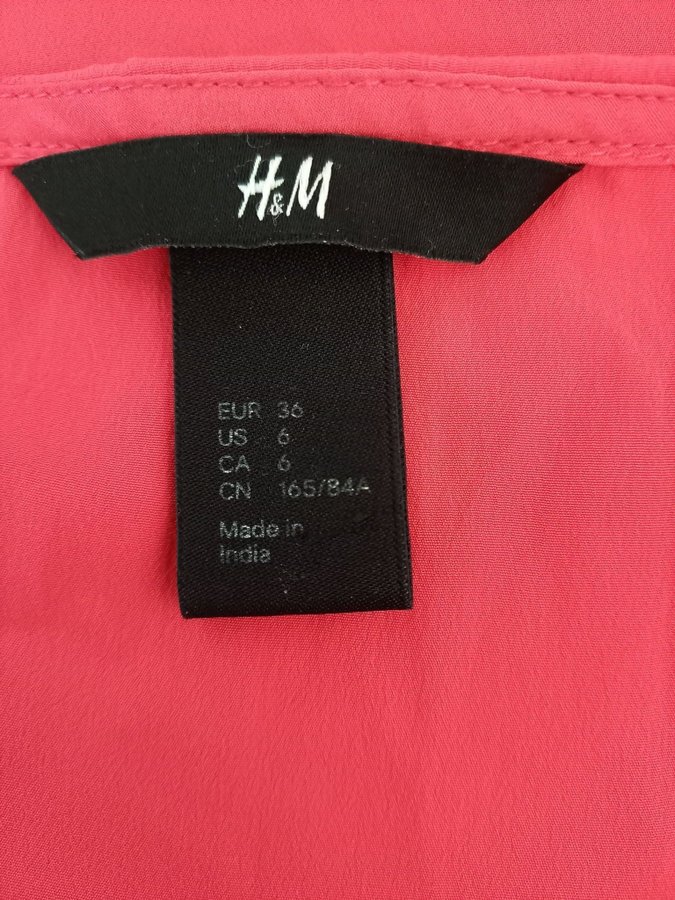 H&M
EUR 36
US 6
CA 6
CN 165/84A
Made in
India